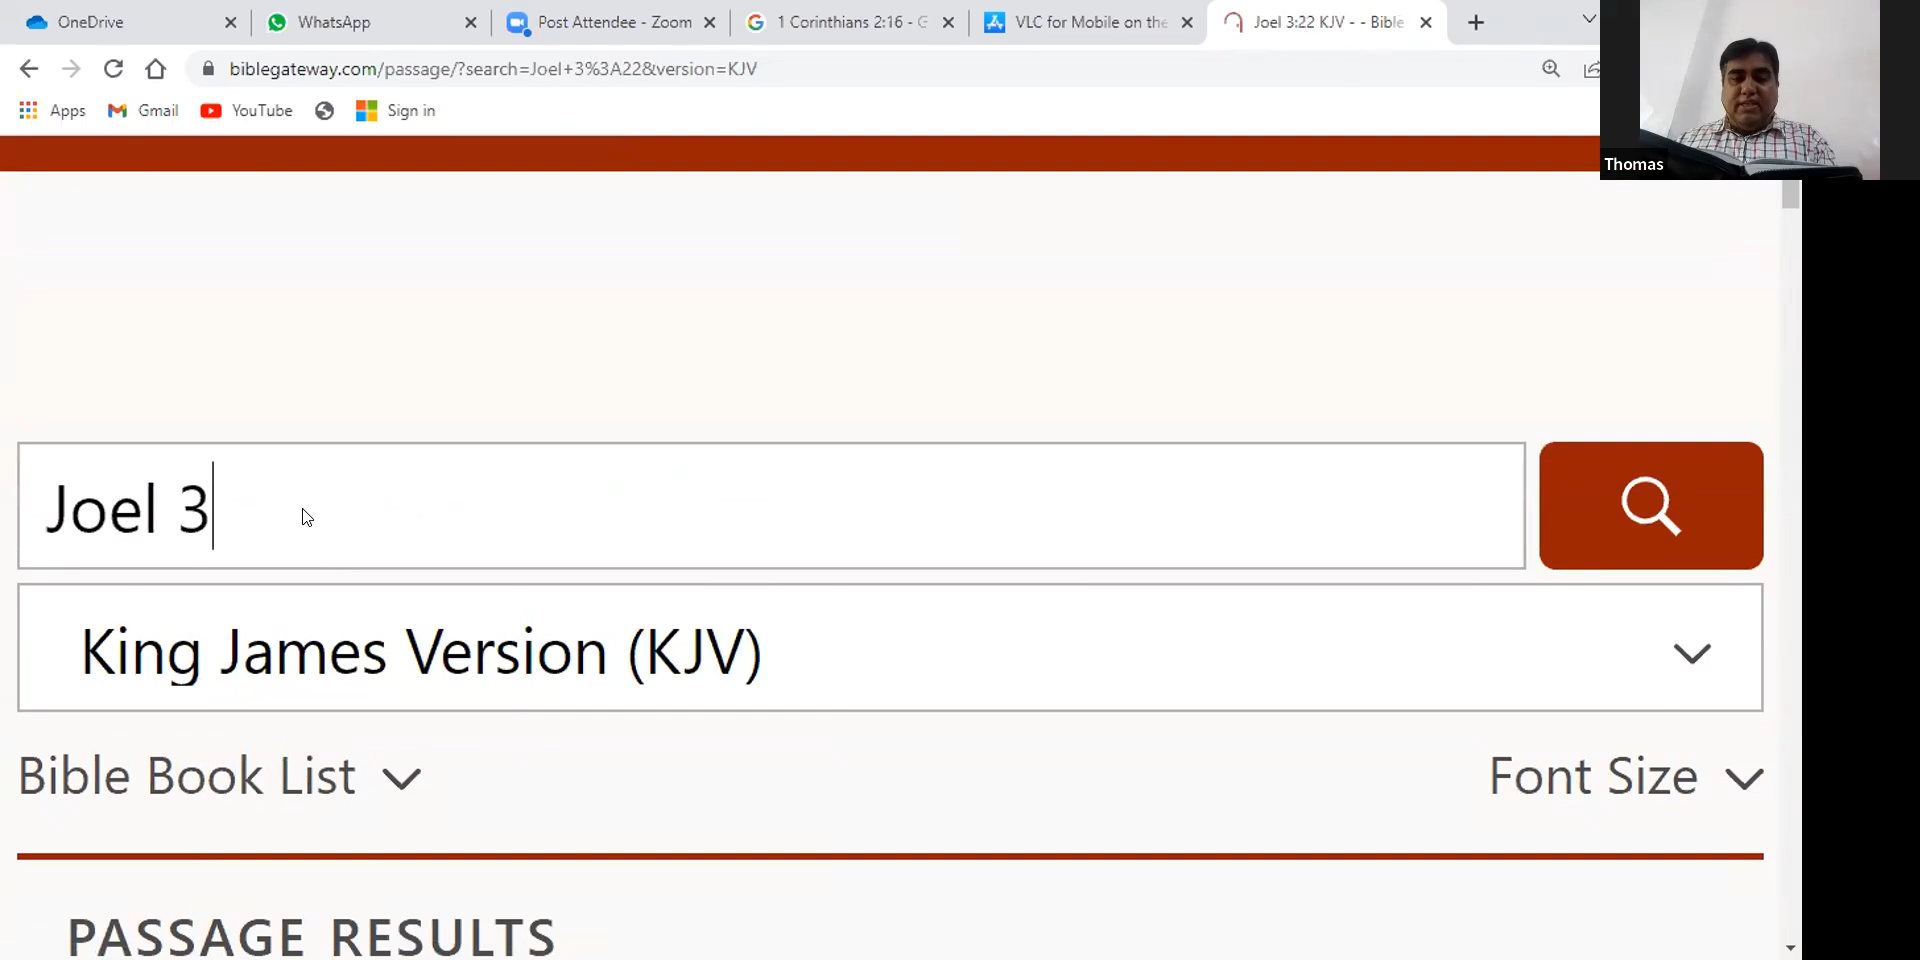 OneDrive
WhatsApp
Post Attendee - Zoom
1 Corinthians 2:16 - G
VLC for Mobile on the
Joel 3:22 KJV - - Bible
biblegateway.com/passage/?search=Joel+3%3A22&version=KJV
Apps
Gmail
YouTube
Sign in
Thomas
Joel 3
King James Version (KJV)
Bible Book List
Font Size
PASSAGE RESULTS